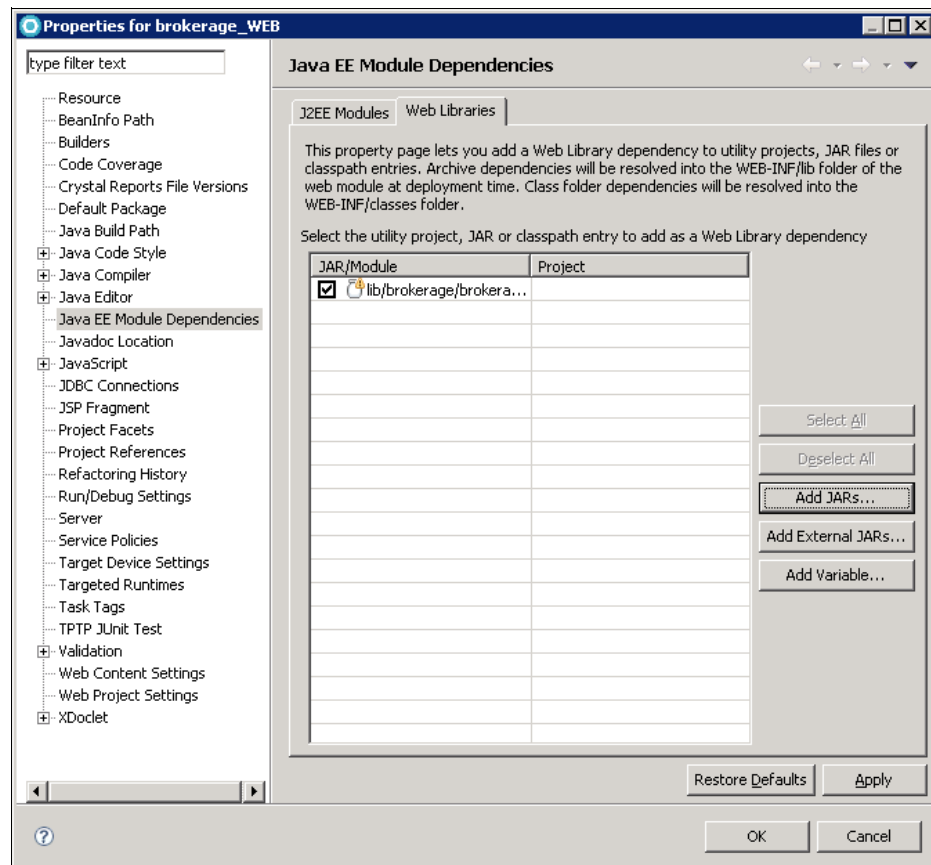 Properties for brokerage_WEB
type filter text
Resource
BeanInfo Path
Builders
Code Coverage
Crystal Reports File Versions
Default Package
Java Build Path
Java Code Style
Java Compiler
Java Editor
Java EE Module Dependencies
Javadoc Location
JavaScript
JDBC Connections
JSP Fragment
Project Facets
Project References
Refactoring History
Run/Debug Settings
Server
Service Policies
Target Device Settings
Targeted Runtimes
Task Tags
TPTP JUnit Test
Validation
Web Content Settings
Web Project Settings
XDoclet
Java EE Module Dependencies
J2EE Modules Web Libraries
This property page lets you add a Web Library dependency to utility projects, JAR files or
classpath entries. Archive dependencies will be resolved into the WEB-INF/lib folder of the
web module at deployment time. Class folder dependencies will be resolved into the
WEB-INF/classes folder.
Select the utility project, JAR or classpath entry to add as a Web Library dependency
JAR/Module Project
lib/brokerage/brokera...
Select All
Deselect All
Add JARs...
Add External JARs...
Add Variable...
Restore Defaults Apply
? OK Cancel